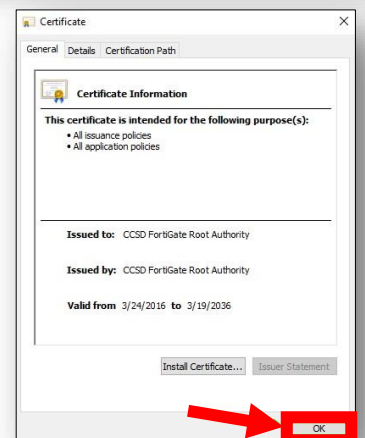 Certificate
General Details Certification Path
Certificate Information
This certificate is intended for the following purpose(s):
• All issuance policies
• All application policies
Issued to: CCSD FortiGate Root Authority
Issued by: CCSD FortiGate Root Authority
Valid from 3/24/2016 to 3/19/2036
Install Certificate... Issuer Statement
OK